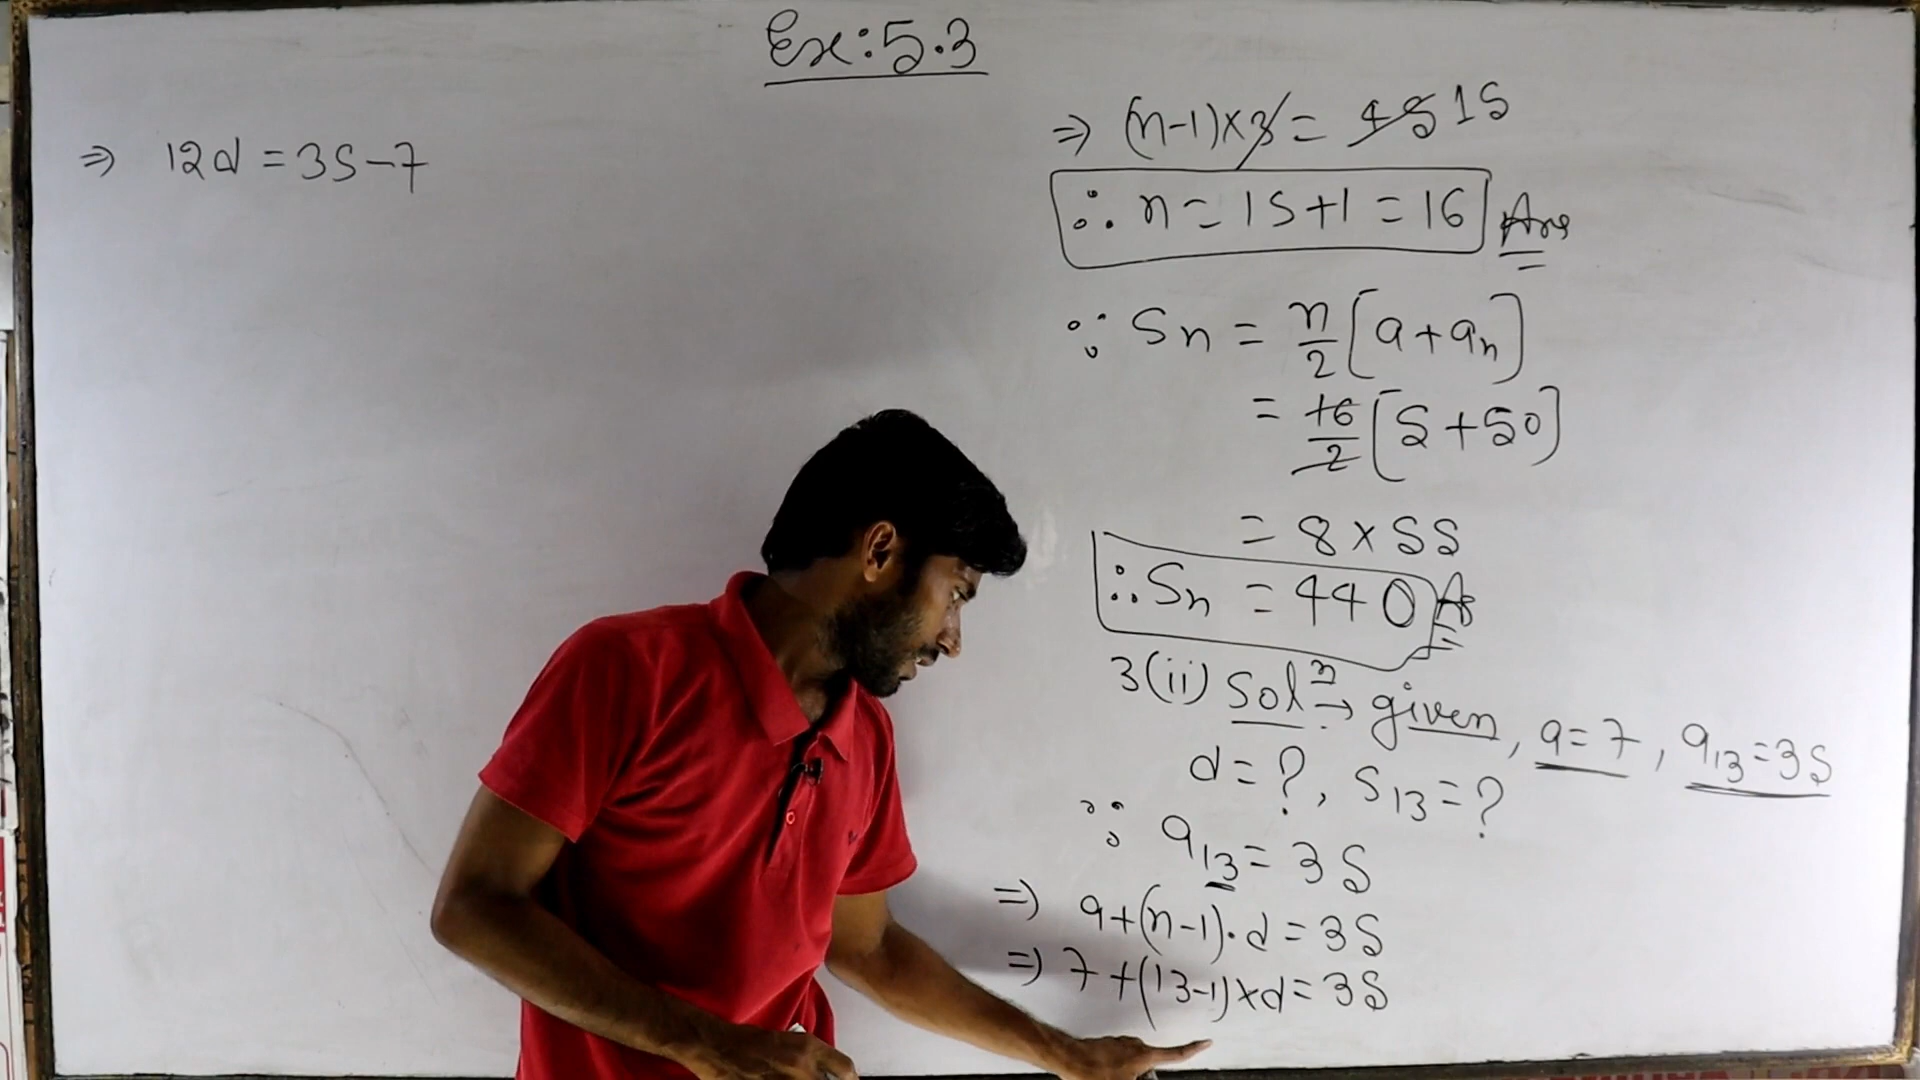 Ex:5.3
⇒ (n-1)×3 = 45 15
∴ n = 15+1 = 16 Ans
∵ Sn = n/2 [a+an]
= 16/2 [5+50]
= 8×55
∴ Sn = 440 A
3(ii) Solⁿ → given, a=7, a₁₃=35
d=?, S₁₃=?
∵ a₁₃ = 35
⇒ a+(n-1)·d = 35
⇒ 7+(13-1)×d = 35
⇒ 12d = 35-7